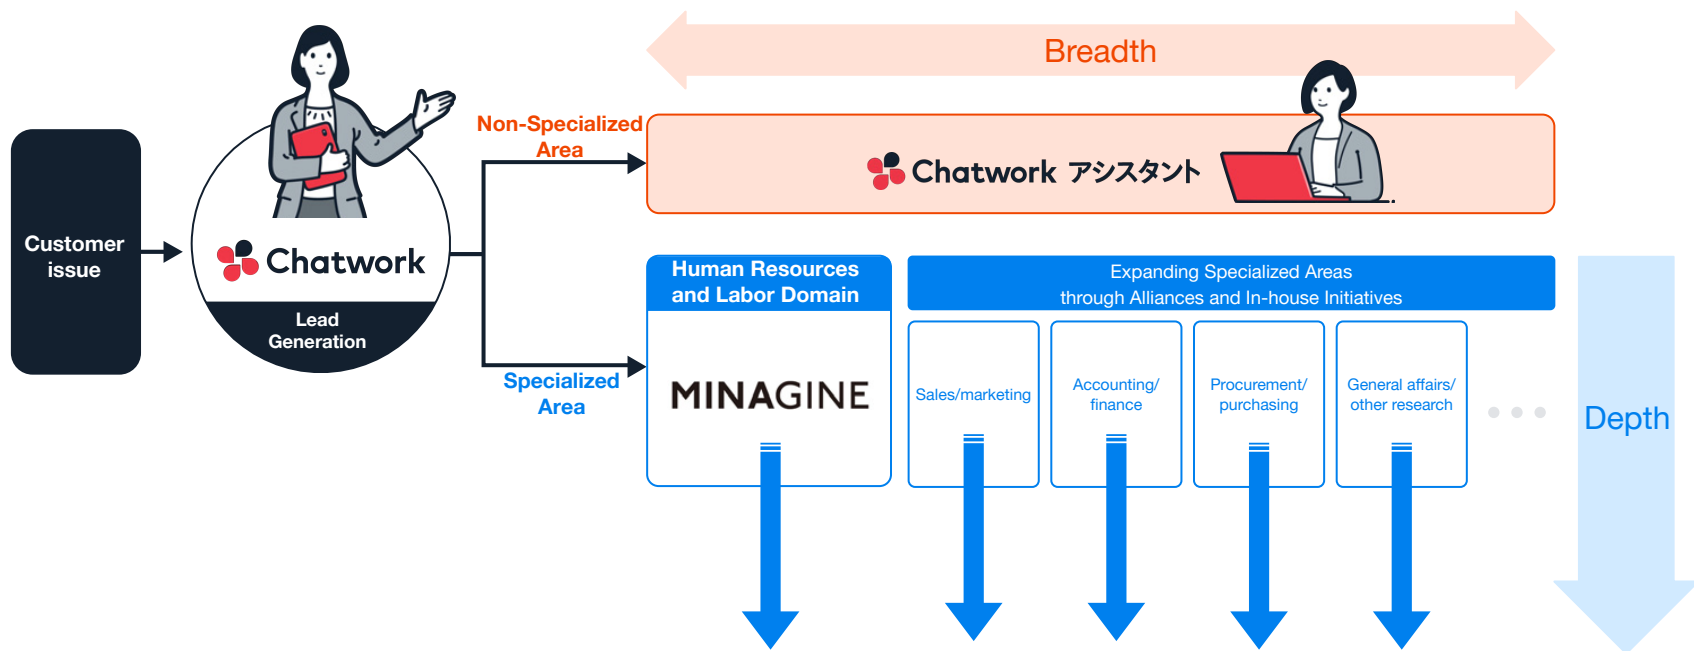 Breadth
Customer
issue
Chatwork
Lead
Generation
Non-Specialized
Area
Chatwork アシスタント
Specialized
Area
Human Resources
and Labor Domain
MINAGINE
Expanding Specialized Areas
through Alliances and In-house Initiatives
Sales/marketing
Accounting/
finance
Procurement/
purchasing
General affairs/
other research
Depth